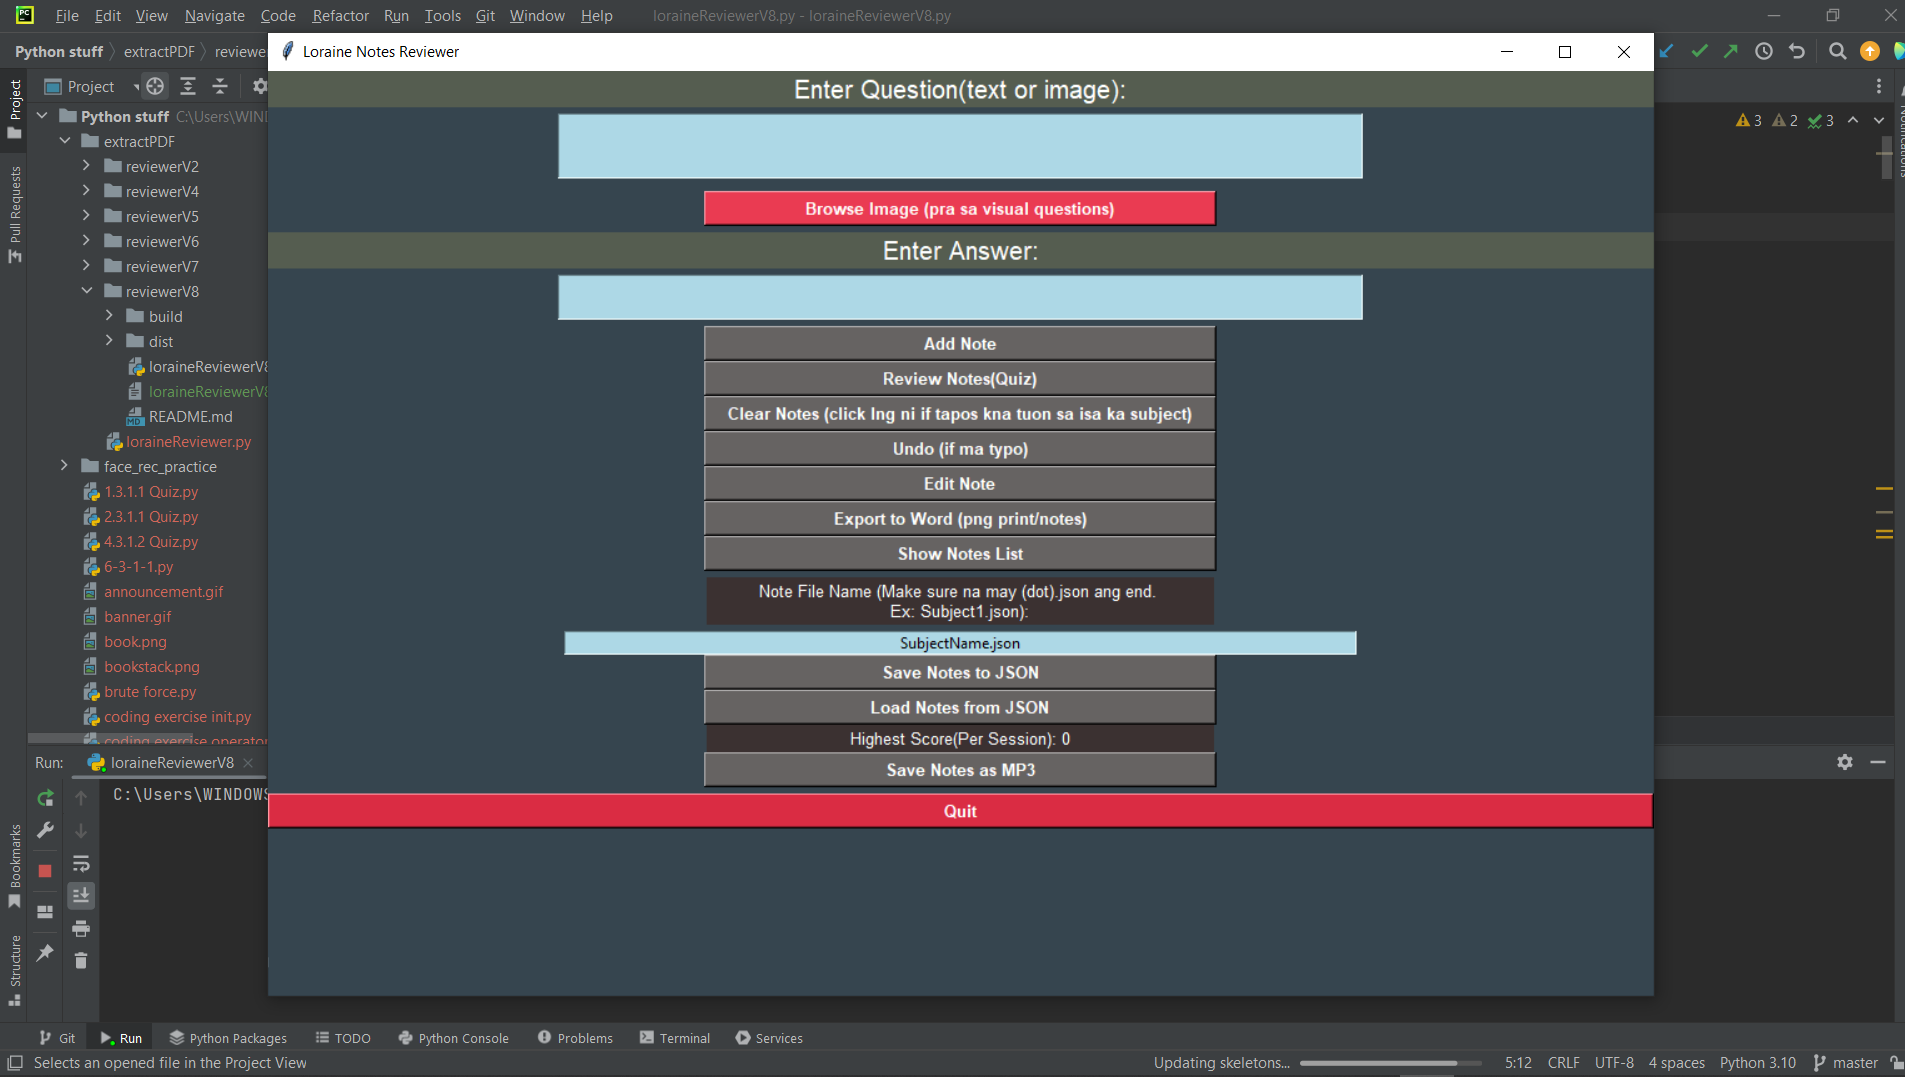 PC File Edit View Navigate Code Refactor Run Tools Git Window Help loraineReviewerV8.py - loraineReviewerV8.py
Python stuff extractPDF
Loraine Notes Reviewer
Project
Project
Pull Requests
Bookmarks
Structure
Python stuff
extractPDF
reviewerV2
reviewerV4
reviewerV5
reviewerV6
reviewerV7
reviewerV8
build
dist
loraineReviewerV8
loraineReviewerV8
README.md
loraineReviewer.py
face_rec_practice
1.3.1.1 Quiz.py
2.3.1.1 Quiz.py
4.3.1.2 Quiz.py
6-3-1-1.py
announcement.gif
banner.gif
book.png
bookstack.png
brute force.py
coding exercise init.py
Enter Question(text or image):
Browse Image (pra sa visual questions)
Enter Answer:
Add Note
Review Notes(Quiz)
Clear Notes (click lng ni if tapos kna tuon sa isa ka subject)
Undo (if ma typo)
Edit Note
Export to Word (png print/notes)
Show Notes List
Note File Name (Make sure na may (dot).json ang end.
Ex: Subject1.json):
SubjectName.json
Save Notes to JSON
Load Notes from JSON
Highest Score(Per Session): 0
Save Notes as MP3
Quit
3 2 3
Notifications
Run: loraineReviewerV8
C:\Users\WINDOWS
Git Run Python Packages TODO Python Console Problems Terminal Services
Selects an opened file in the Project View Updating skeletons... 5:12 CRLF UTF-8 4 spaces Python 3.10 master